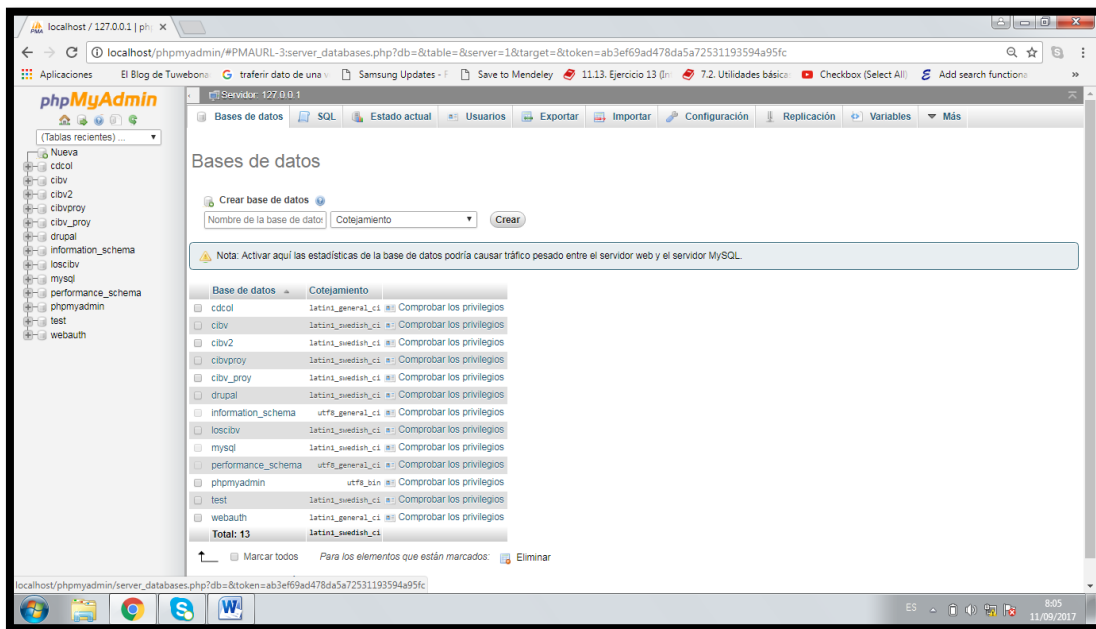 localhost / 127.0.0.1 | ph
localhost/phpmyadmin/#PMAURL-3:server_databases.php?db=&table=&server=1&target=&token=ab3ef69ad478da5a72531193594a95fc
Aplicaciones El Blog de Tuwebona traferir dato de una Samsung Updates - Save to Mendeley 11.13. Ejercicio 13 (In 7.2. Utilidades básica Checkbox (Select All) Add search functiona »
phpMyAdmin
(Tablas recientes) ...
Nueva
cdcol
cibv
cibv2
cibvproy
cibv_proy
drupal
information_schema
loscibv
mysql
performance_schema
phpmyadmin
test
webauth
Servidor: 127.0.0.1
Bases de datos SQL Estado actual Usuarios Exportar Importar Configuración Replicación Variables Más
Bases de datos
Crear base de datos
Nombre de la base de datos Cotejamiento Crear
Nota: Activar aquí las estadísticas de la base de datos podría causar tráfico pesado entre el servidor web y el servidor MySQL.
Base de datos Cotejamiento
cdcol latin1_general_ci Comprobar los privilegios
cibv latin1_swedish_ci Comprobar los privilegios
cibv2 latin1_swedish_ci Comprobar los privilegios
cibvproy latin1_swedish_ci Comprobar los privilegios
cibv_proy latin1_swedish_ci Comprobar los privilegios
drupal latin1_swedish_ci Comprobar los privilegios
information_schema utf8_general_ci Comprobar los privilegios
loscibv latin1_swedish_ci Comprobar los privilegios
mysql latin1_swedish_ci Comprobar los privilegios
performance_schema utf8_general_ci Comprobar los privilegios
phpmyadmin utf8_bin Comprobar los privilegios
test latin1_swedish_ci Comprobar los privilegios
webauth latin1_general_ci Comprobar los privilegios
Total: 13 latin1_swedish_ci
Marcar todos Para los elementos que están marcados: Eliminar
localhost/phpmyadmin/server_databases.php?db=&token=ab3ef69ad478da5a72531193594a95fc
ES 8:05
11/09/2017